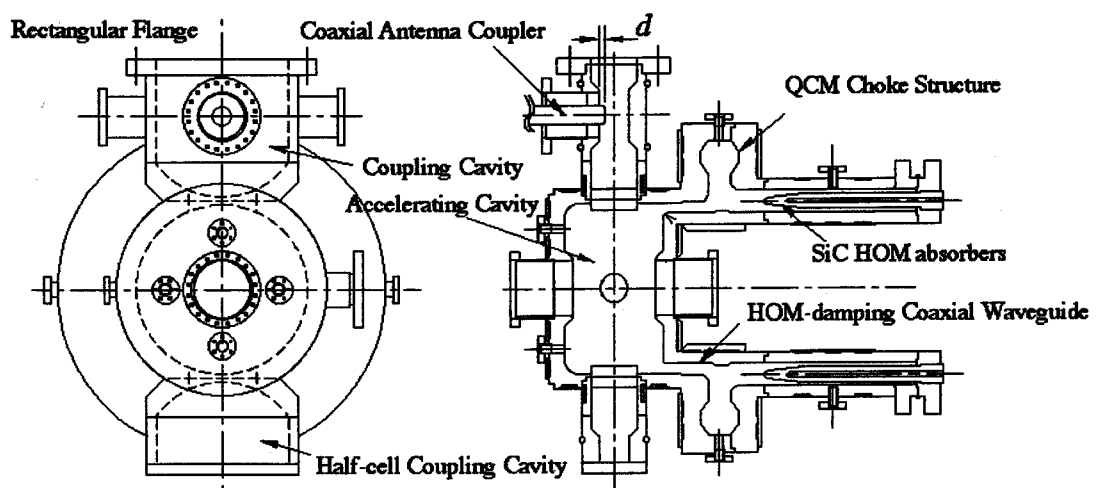 Rectangular Flange
Coaxial Antenna Coupler
d
QCM Choke Structure
Coupling Cavity
Accelerating Cavity
SiC HOM absorbers
HOM-damping Coaxial Waveguide
Half-cell Coupling Cavity